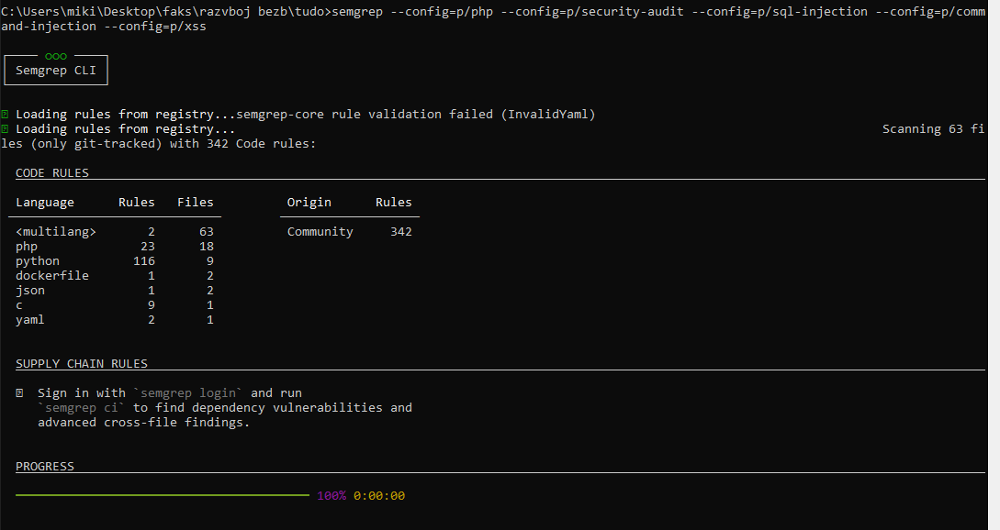 C:\Users\miki\Desktop\faks\razvboj bezb\tudo>semgrep --config=p/php --config=p/security-audit --config=p/sql-injection --config=p/comm
and-injection --config=p/xss
ooo
Semgrep CLI
Loading rules from registry...semgrep-core rule validation failed (InvalidYaml)
Loading rules from registry... Scanning 63 fi
les (only git-tracked) with 342 Code rules:
CODE RULES
Language Rules Files Origin Rules
<multilang> 2 63 Community 342
php 23 18
python 116 9
dockerfile 1 2
json 1 2
c 9 1
yaml 2 1
SUPPLY CHAIN RULES
Sign in with `semgrep login` and run
`semgrep ci` to find dependency vulnerabilities and
advanced cross-file findings.
PROGRESS
100% 0:00:00